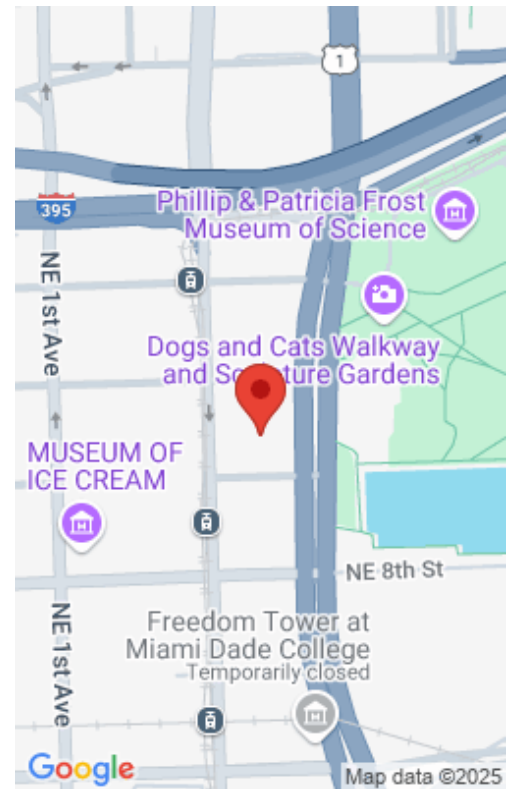 1
395
Phillip & Patricia Frost
Museum of Science
NE 1st Ave
Dogs and Cats Walkway
and Sculpture Gardens
MUSEUM OF
ICE CREAM
NE 8th St
NE 1st Ave
Freedom Tower at
Miami Dade College
Temporarily closed
Google
Map data ©2025